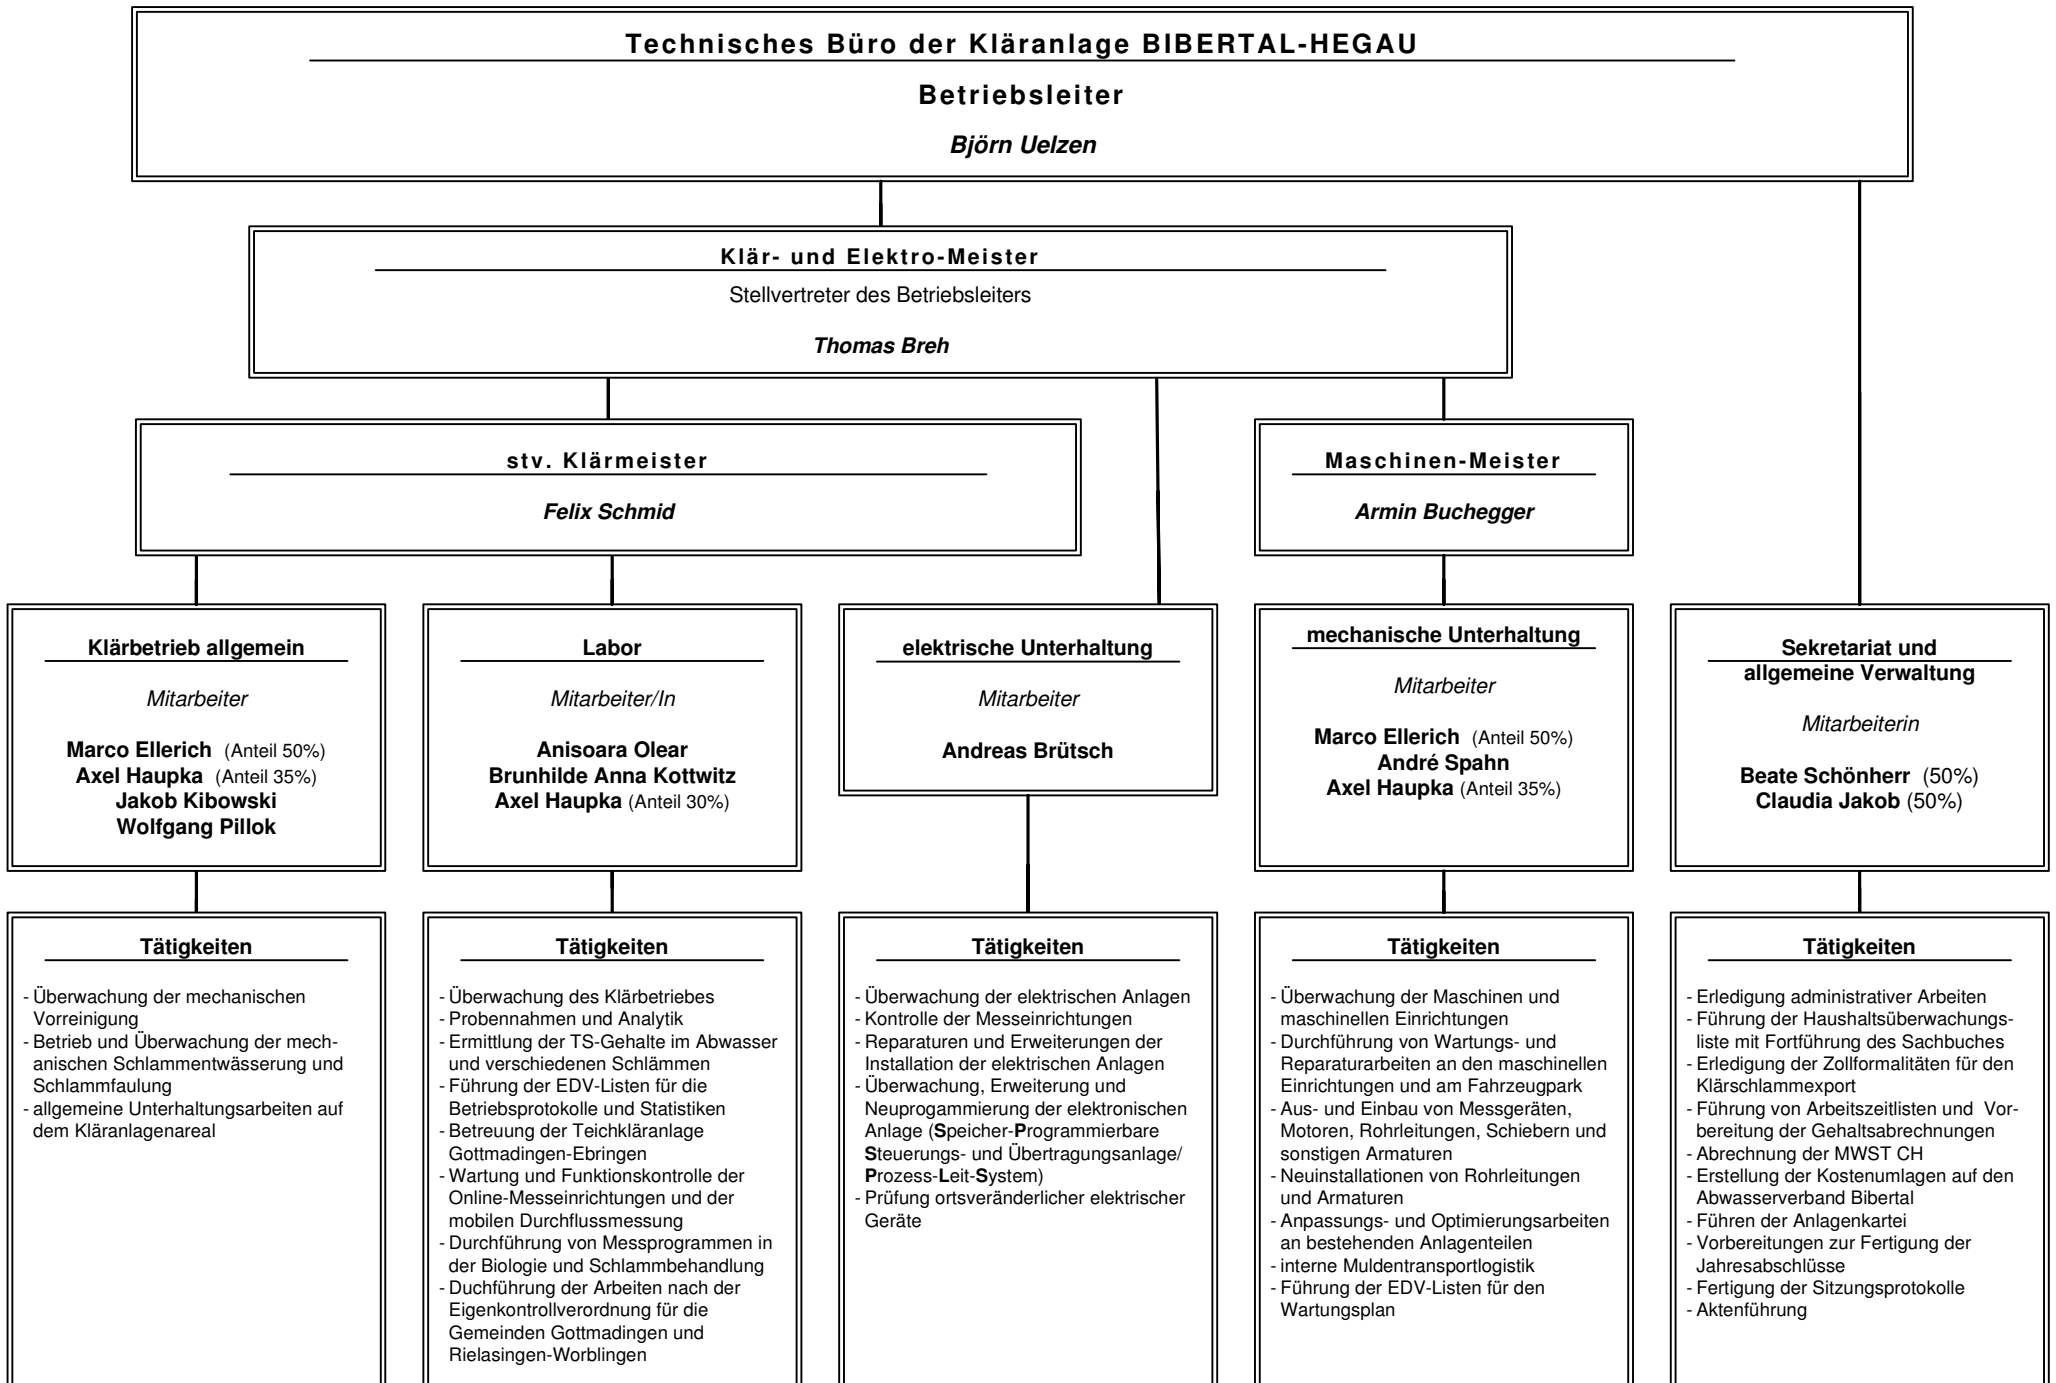 Technisches Büro der Kläranlage BIBERTAL-HEGAU
Betriebsleiter
Björn Uelzen
Klär- und Elektro-Meister
Stellvertreter des Betriebsleiters
Thomas Breh
stv. Klärmeister
Felix Schmid
Maschinen-Meister
Armin Buchegger
Klärbetrieb allgemein
Mitarbeiter
Marco Ellerich (Anteil 50%)
Axel Haupka (Anteil 35%)
Jakob Kibowski
Wolfgang Pillok
Labor
Mitarbeiter/In
Anisoara Olear
Brunhilde Anna Kottwitz
Axel Haupka (Anteil 30%)
elektrische Unterhaltung
Mitarbeiter
Andreas Brütsch
mechanische Unterhaltung
Mitarbeiter
Marco Ellerich (Anteil 50%)
André Spahn
Axel Haupka (Anteil 35%)
Sekretariat und
allgemeine Verwaltung
Mitarbeiterin
Beate Schönherr (50%)
Claudia Jakob (50%)
Tätigkeiten
- Überwachung der mechanischen
Vorreinigung
- Betrieb und Überwachung der mech-
anischen Schlammentwässerung und
Schlammfaulung
- allgemeine Unterhaltungsarbeiten auf
dem Kläranlagenareal
Tätigkeiten
- Überwachung des Klärbetriebes
- Probennahmen und Analytik
- Ermittlung der TS-Gehalte im Abwasser
und verschiedenen Schlämmen
- Führung der EDV-Listen für die
Betriebsprotokolle und Statistiken
- Betreuung der Teichkläranlage
Gottmadingen-Ebringen
- Wartung und Funktionskontrolle der
Online-Messeinrichtungen und der
mobilen Durchflussmessung
- Durchführung von Messprogrammen in
der Biologie und Schlammbehandlung
- Duchführung der Arbeiten nach der
Eigenkontrollverordnung für die
Gemeinden Gottmadingen und
Rielasingen-Worblingen
Tätigkeiten
- Überwachung der elektrischen Anlagen
- Kontrolle der Messeinrichtungen
- Reparaturen und Erweiterungen der
Installation der elektrischen Anlagen
- Überwachung, Erweiterung und
Neuprogammierung der elektronischen
Anlage (Speicher-Programmierbare
Steuerungs- und Übertragungsanlage/
Prozess-Leit-System)
- Prüfung ortsveränderlicher elektrischer
Geräte
Tätigkeiten
- Überwachung der Maschinen und
maschinellen Einrichtungen
- Durchführung von Wartungs- und
Reparaturarbeiten an den maschinellen
Einrichtungen und am Fahrzeugpark
- Aus- und Einbau von Messgeräten,
Motoren, Rohrleitungen, Schiebern und
sonstigen Armaturen
- Neuinstallationen von Rohrleitungen
und Armaturen
- Anpassungs- und Optimierungsarbeiten
an bestehenden Anlagenteilen
- interne Muldentransportlogistik
- Führung der EDV-Listen für den
Wartungsplan
Tätigkeiten
- Erledigung administrativer Arbeiten
- Führung der Haushaltsüberwachungs-
liste mit Fortführung des Sachbuches
- Erledigung der Zollformalitäten für den
Klärschlammexport
- Führung von Arbeitszeitlisten und Vor-
bereitung der Gehaltsabrechnungen
- Abrechnung der MWST CH
- Erstellung der Kostenumlagen auf den
Abwasserverband Bibertal
- Führen der Anlagenkartei
- Vorbereitungen zur Fertigung der
Jahresabschlüsse
- Fertigung der Sitzungsprotokolle
- Aktenführung